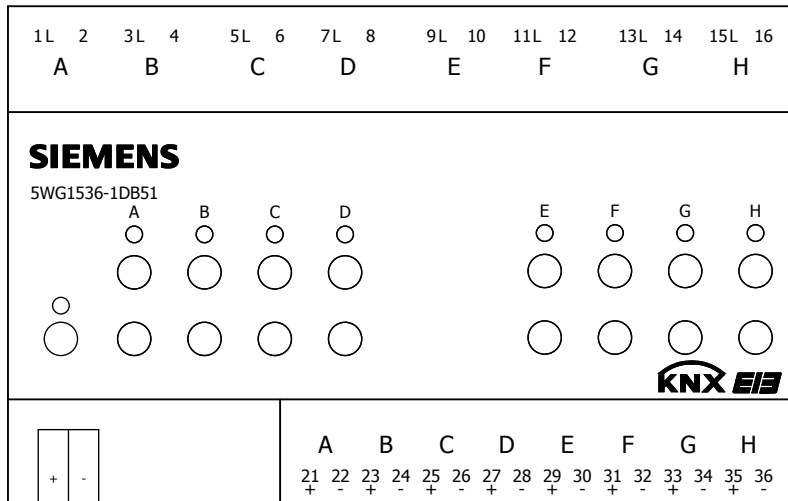 1L 2 3L 4 5L 6 7L 8 9L 10 11L 12 13L 14 15L 16
A B C D E F G H
SIEMENS
5WG1536-1DB51
A B C D E F G H
KNX EIB
A B C D E F G H
21 22 23 24 25 26 27 28 29 30 31 32 33 34 35 36
+ - + - + - + - + - + - + - + -
+ -